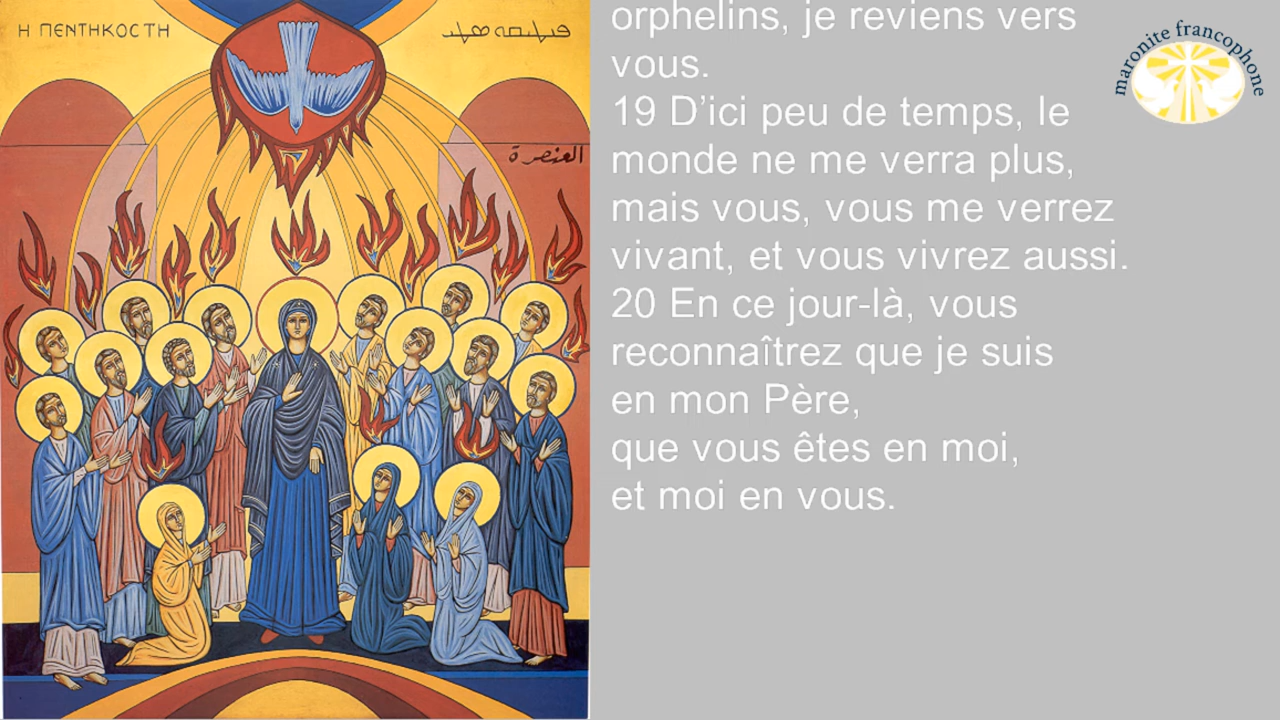 Η ΠΕΝΤΗΚΟСΤΗ
العنصرة
orphelins, je reviens vers
vous.
19 D’ici peu de temps, le
monde ne me verra plus,
mais vous, vous me verrez
vivant, et vous vivrez aussi.
20 En ce jour-là, vous
reconnaîtrez que je suis
en mon Père,
que vous êtes en moi,
et moi en vous.
maronite francophone